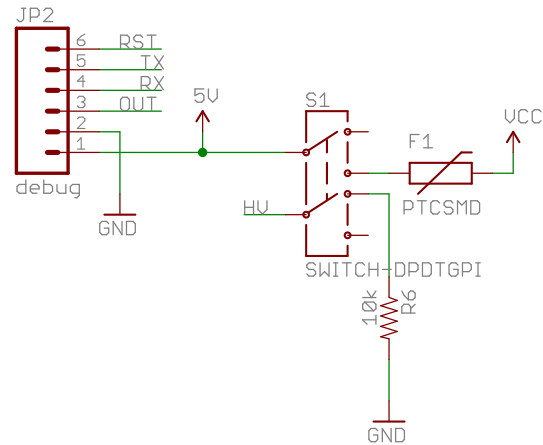 JP2
6 RST
5 TX
4 RX
3 OUT
2
1
debug
GND
5V
S1
HV
SWITCH-DPDTGPI
F1
PTCSMD
VCC
10k
R6
GND